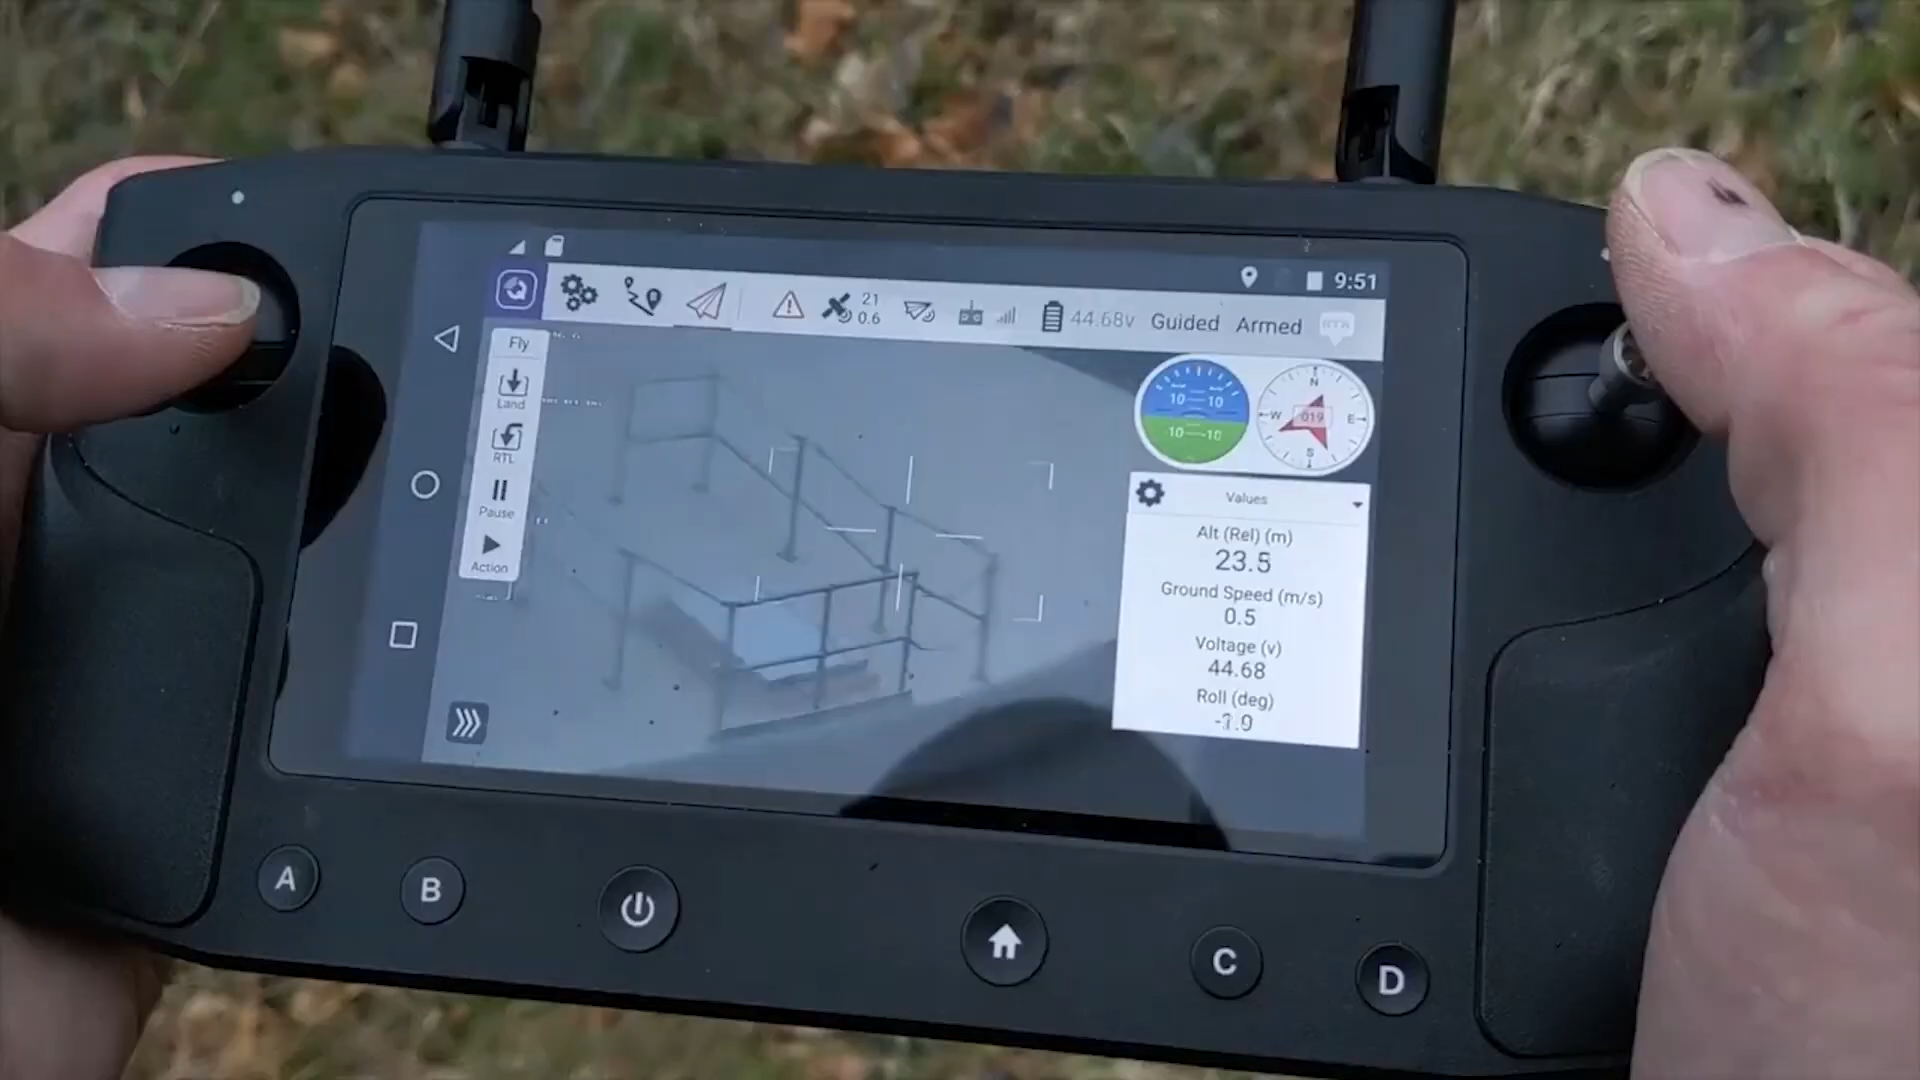 9:51
21
0.6
44.68v Guided Armed
Fly
Land
RTL
Pause
Action
10 10
10 10
N
W 019 E
S
Values
Alt (Rel) (m)
23.5
Ground Speed (m/s)
0.5
Voltage (v)
44.68
Roll (deg)
A
B
C
D